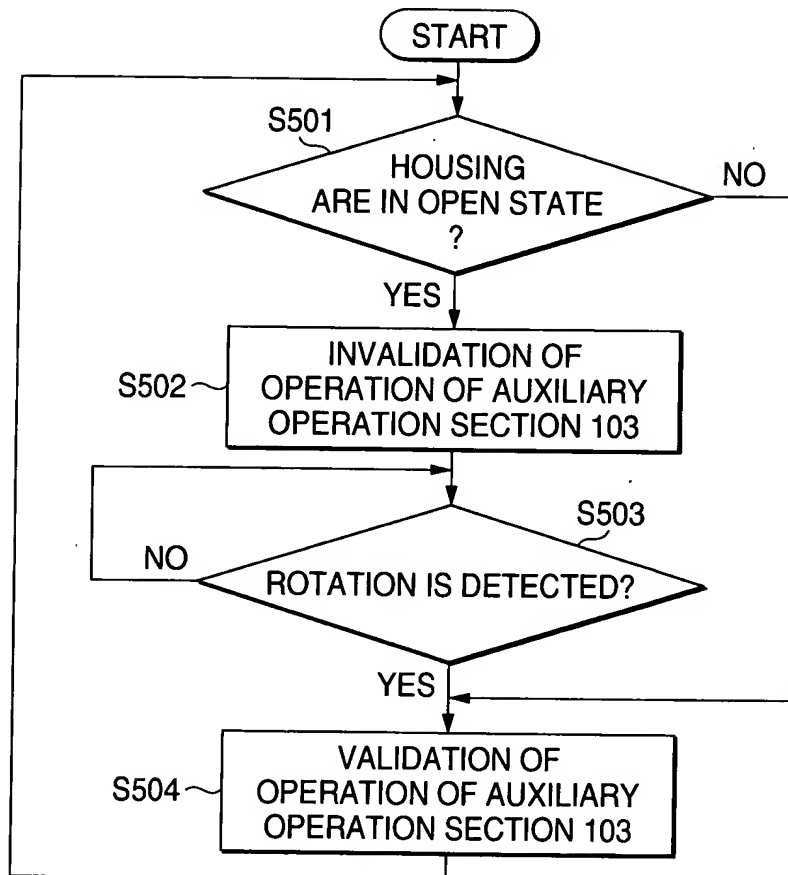 START
S501
HOUSING
ARE IN OPEN STATE
?
NO
YES
S502
INVALIDATION OF
OPERATION OF AUXILIARY
OPERATION SECTION 103
S503
NO
ROTATION IS DETECTED?
YES
S504
VALIDATION OF
OPERATION OF AUXILIARY
OPERATION SECTION 103